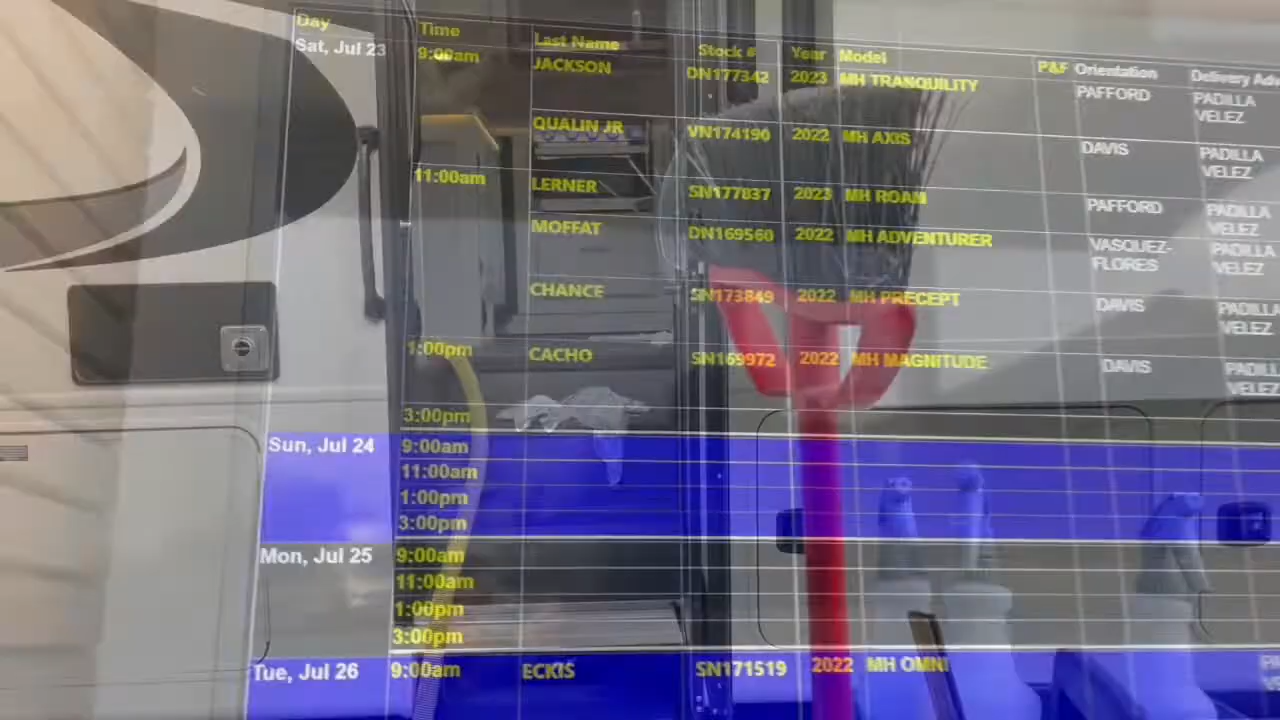 Day Time Last Name Stock # Year Model P&F Orientation Delivery Adv
Sat, Jul 23 9:00am JACKSON DN177342 2023 MH TRANQUILITY PAFFORD PADILLA VELEZ
QUALIN JR VN174190 2022 MH AXIS DAVIS PADILLA VELEZ
11:00am LERNER SN177837 2023 MH ROAM PAFFORD PADILLA VELEZ
MOFFAT DN169560 2022 MH ADVENTURER VASQUEZ-FLORES PADILLA VELEZ
CHANCE SN173849 2022 MH PRECEPT DAVIS PADILLA VELEZ
1:00pm CACHO SN169972 2022 MH MAGNITUDE DAVIS PADILLA VELEZ
3:00pm
Sun, Jul 24 9:00am
11:00am
1:00pm
3:00pm
Mon, Jul 25 9:00am
11:00am
1:00pm
3:00pm
Tue, Jul 26 9:00am ECKIS SN171519 2022 MH OMNI